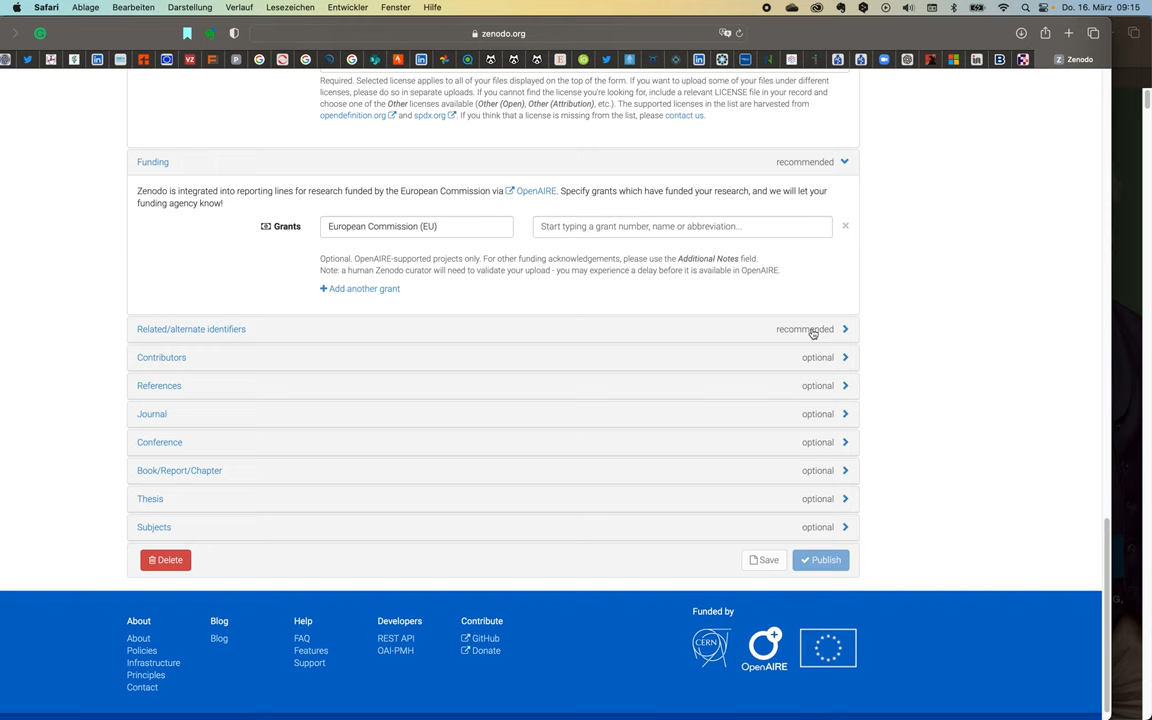 Safari Ablage Bearbeiten Darstellung Verlauf Lesezeichen Entwickler Fenster Hilfe Do. 16. März 09:15
zenodo.org
Zenodo
Required. Selected license applies to all of your files displayed on the top of the form. If you want to upload some of your files under different
licenses, please do so in separate uploads. If you cannot find the license you're looking for, include a relevant LICENSE file in your record and
choose one of the Other licenses available (Other (Open), Other (Attribution), etc.). The supported licenses in the list are harvested from
opendefinition.org and spdx.org. If you think that a license is missing from the list, please contact us.
Funding recommended
Zenodo is integrated into reporting lines for research funded by the European Commission via OpenAIRE. Specify grants which have funded your research, and we will let your
funding agency know!
Grants European Commission (EU) Start typing a grant number, name or abbreviation...
Optional. OpenAIRE-supported projects only. For other funding acknowledgements, please use the Additional Notes field.
Note: a human Zenodo curator will need to validate your upload - you may experience a delay before it is available in OpenAIRE.
+ Add another grant
Related/alternate identifiers recommended
Contributors optional
References optional
Journal optional
Conference optional
Book/Report/Chapter optional
Thesis optional
Subjects optional
Delete Save Publish
About Blog Help Developers Contribute Funded by
About Blog FAQ REST API GitHub
Policies Features OAI-PMH Donate
Infrastructure Support
Principles
Contact
CERN
OpenAIRE